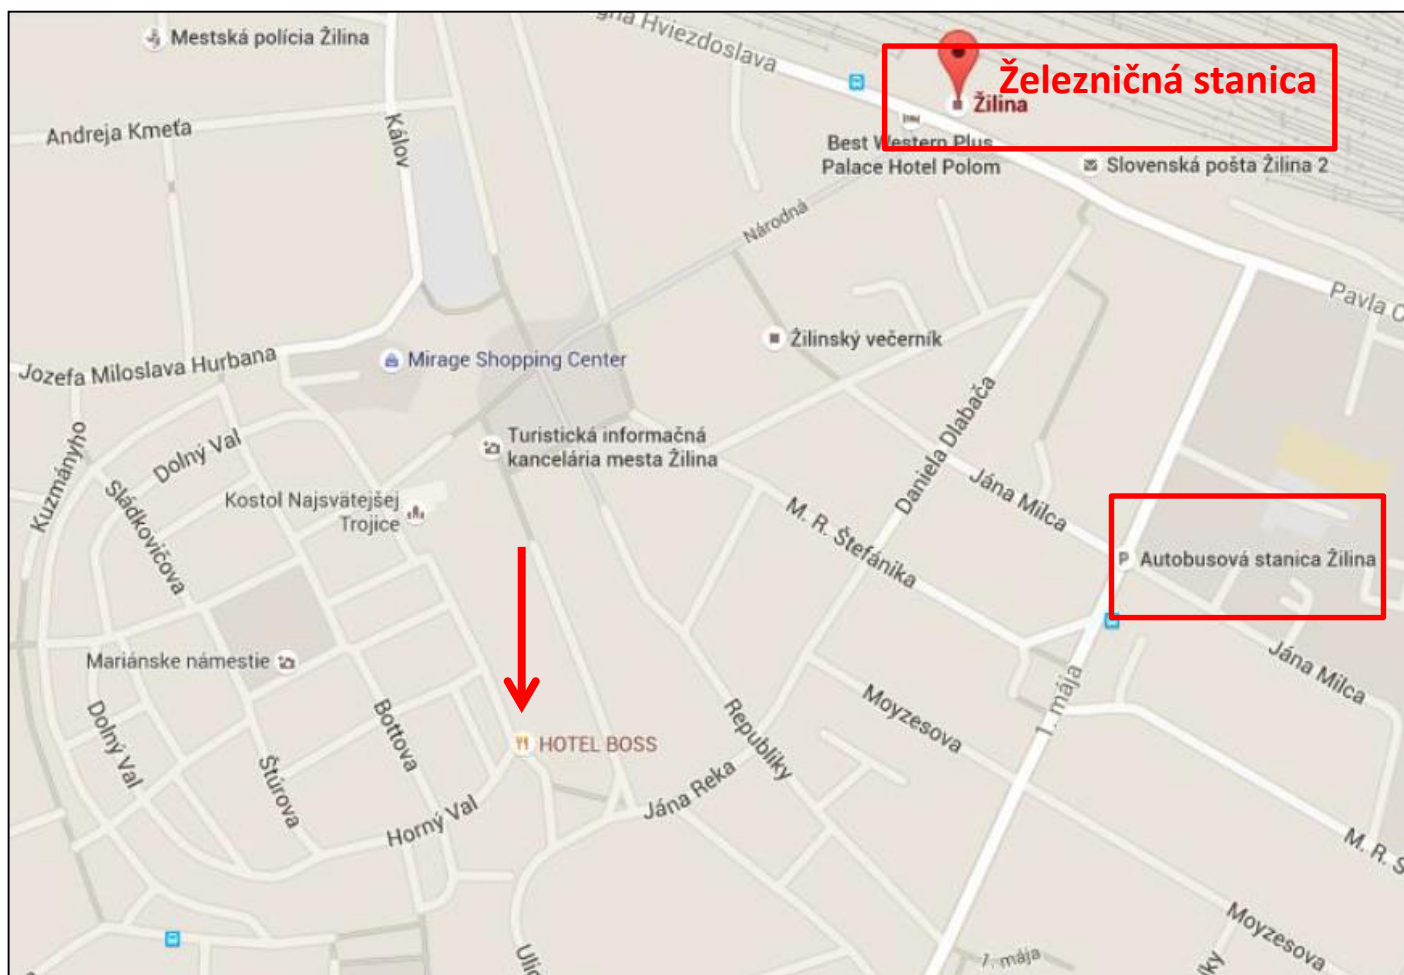 gna Hviezdoslava
Mestská polícia Žilina
Železničná stanica
Žilina
Andreja Kmeťa
Kálov
Best Western Plus
Palace Hotel Polom
Slovenská pošta Žilina 2
Národná
Pavla O
Žilinský večerník
Jozefa Miloslava Hurbana
Mirage Shopping Center
Kuzmányho
Dolný Val
Turistická informačná
kancelária mesta Žilina
Daniela Dlabača
Sládkovičova
Kostol Najsvätejšej
Trojice
Jána Milca
M. R. Štefánika
P
Autobusová stanica Žilina
Mariánske námestie
Jána Milca
Dolný Val
Bottova
Moyzesova
1. mája
Štúrova
HOTEL BOSS
Republiky
Horný Val
Jána Reka
M. R. Š
Ulic
Moyzesova
1. mája
lky